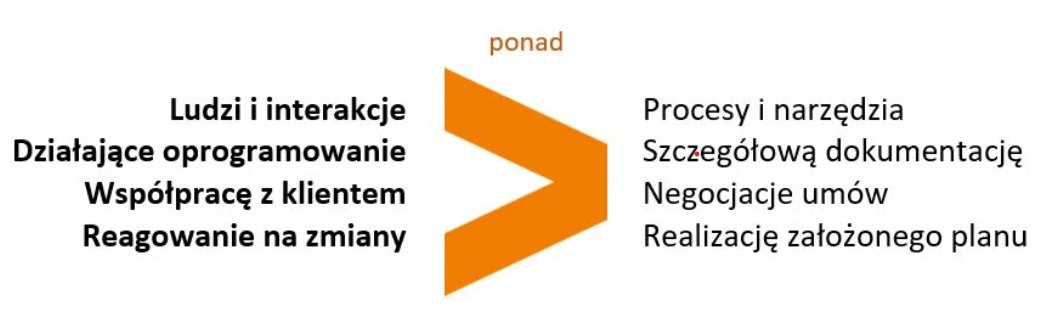 ponad
Ludzi i interakcje
Działające oprogramowanie
Współpracę z klientem
Reagowanie na zmiany
Procesy i narzędzia
Szczegółową dokumentację
Negocjacje umów
Realizację założonego planu